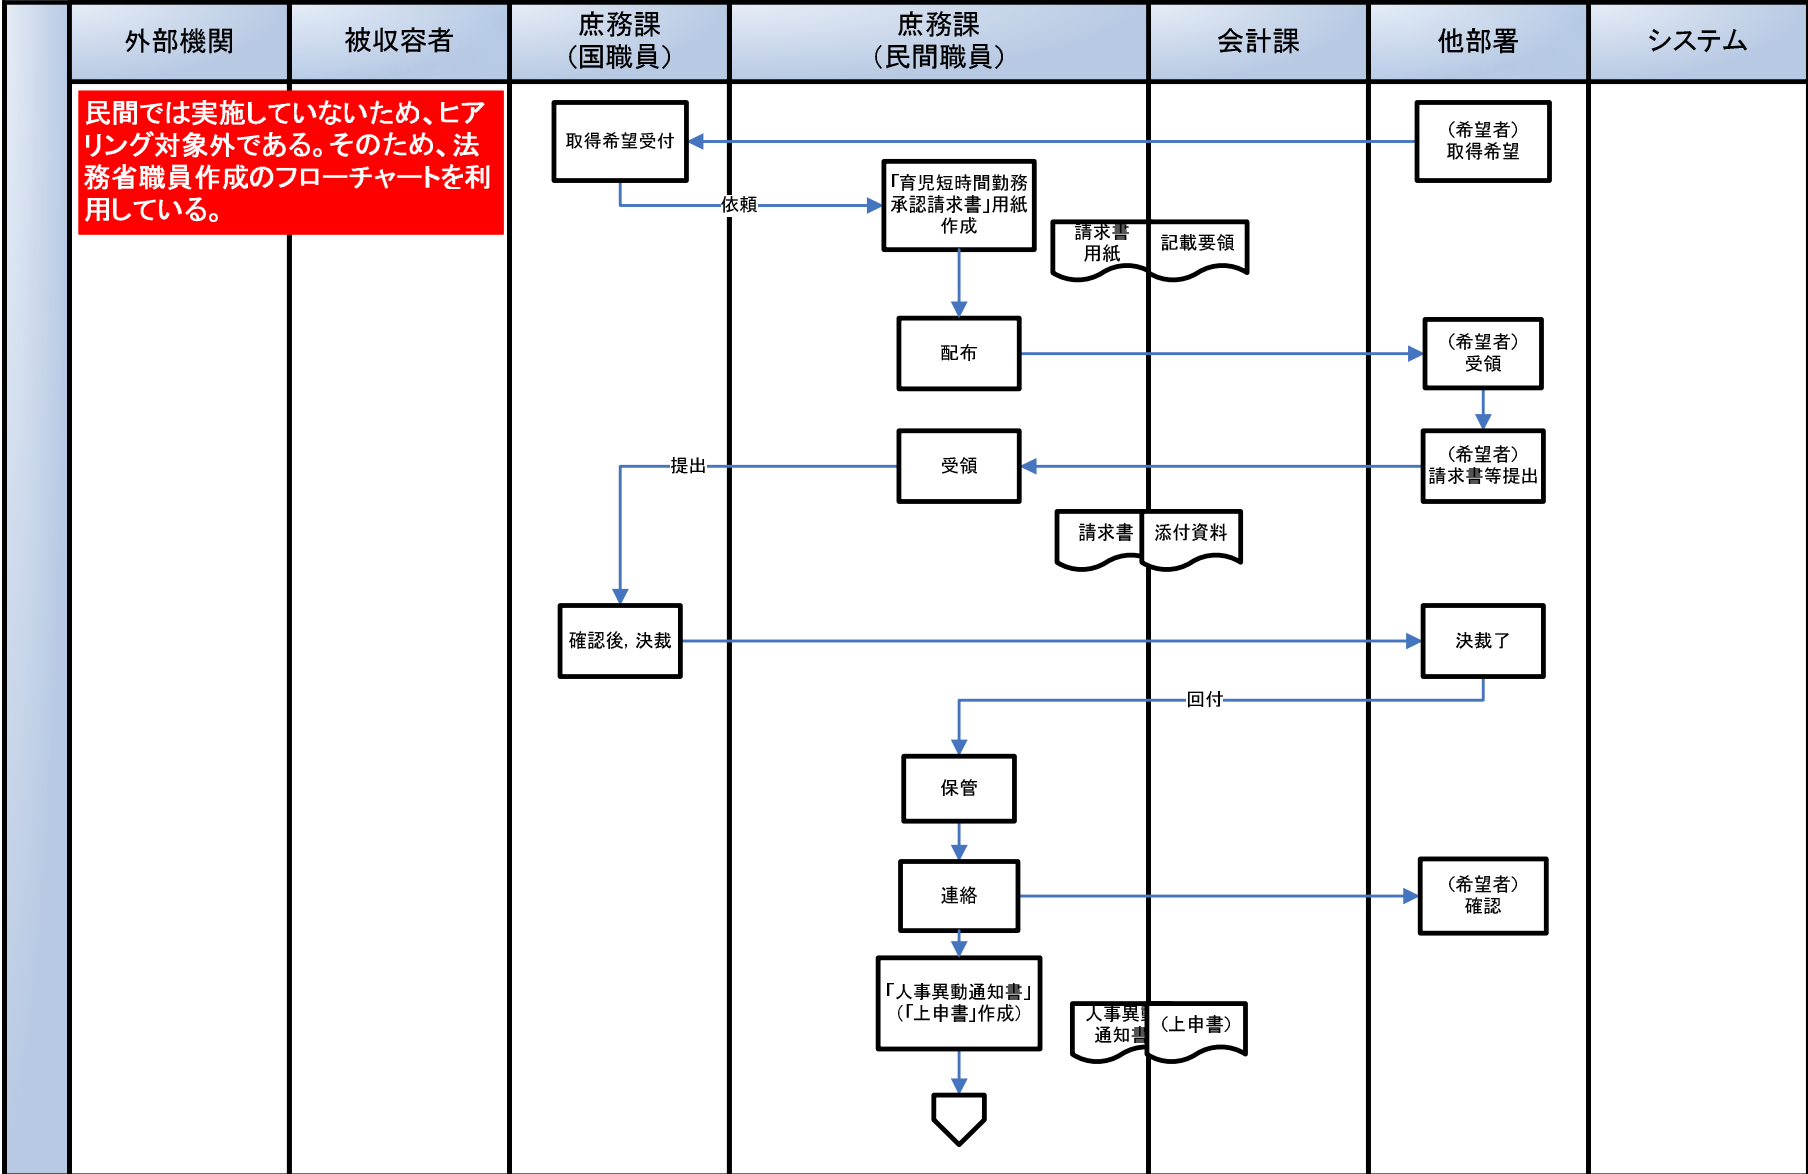 外部機関
被収容者
庶務課
（国職員）
庶務課
（民間職員）
会計課
他部署
システム
民間では実施していないため、ヒア
リング対象外である。そのため、法
務省職員作成のフローチャートを利
用している。
取得希望受付
（希望者）
取得希望
依頼
「育児短時間勤務
承認請求書」用紙
作成
請求書
用紙
記載要領
配布
（希望者）
受領
提出
受領
（希望者）
請求書等提出
請求書
添付資料
確認後，決裁
決裁了
回付
保管
連絡
（希望者）
確認
「人事異動通知書」
（「上申書」作成）
人事異動
通知書
（上申書）